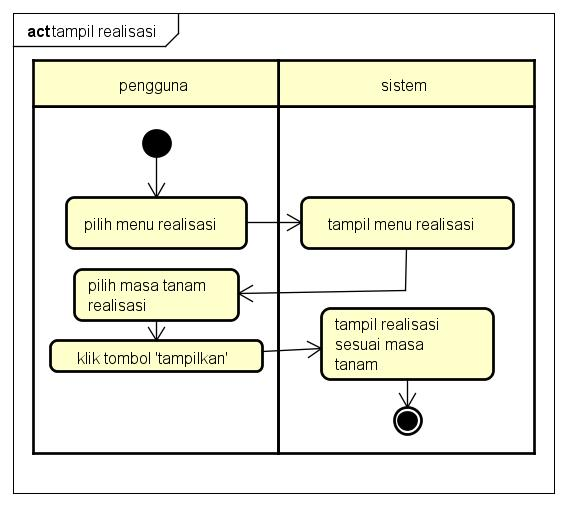 act tampil realisasi
pengguna
sistem
pilih menu realisasi
tampil menu realisasi
pilih masa tanam
realisasi
klik tombol 'tampilkan'
tampil realisasi
sesuai masa
tanam